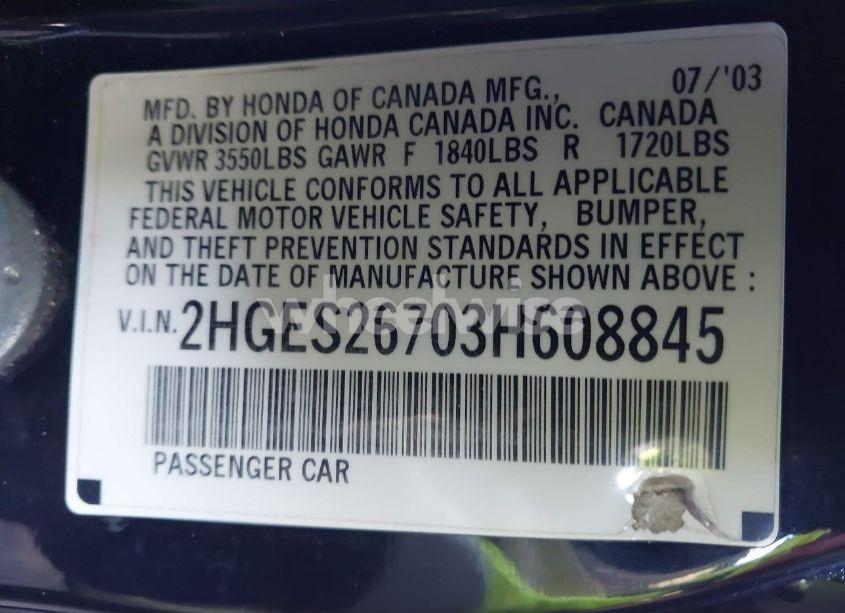 07/'03
MFD. BY HONDA OF CANADA MFG.,
A DIVISION OF HONDA CANADA INC. CANADA
GVWR 3550LBS GAWR F 1840LBS R 1720LBS
THIS VEHICLE CONFORMS TO ALL APPLICABLE
FEDERAL MOTOR VEHICLE SAFETY, BUMPER,
AND THEFT PREVENTION STANDARDS IN EFFECT
ON THE DATE OF MANUFACTURE SHOWN ABOVE :
V.I.N. 2HGES26703H608845
wheelwise
PASSENGER CAR